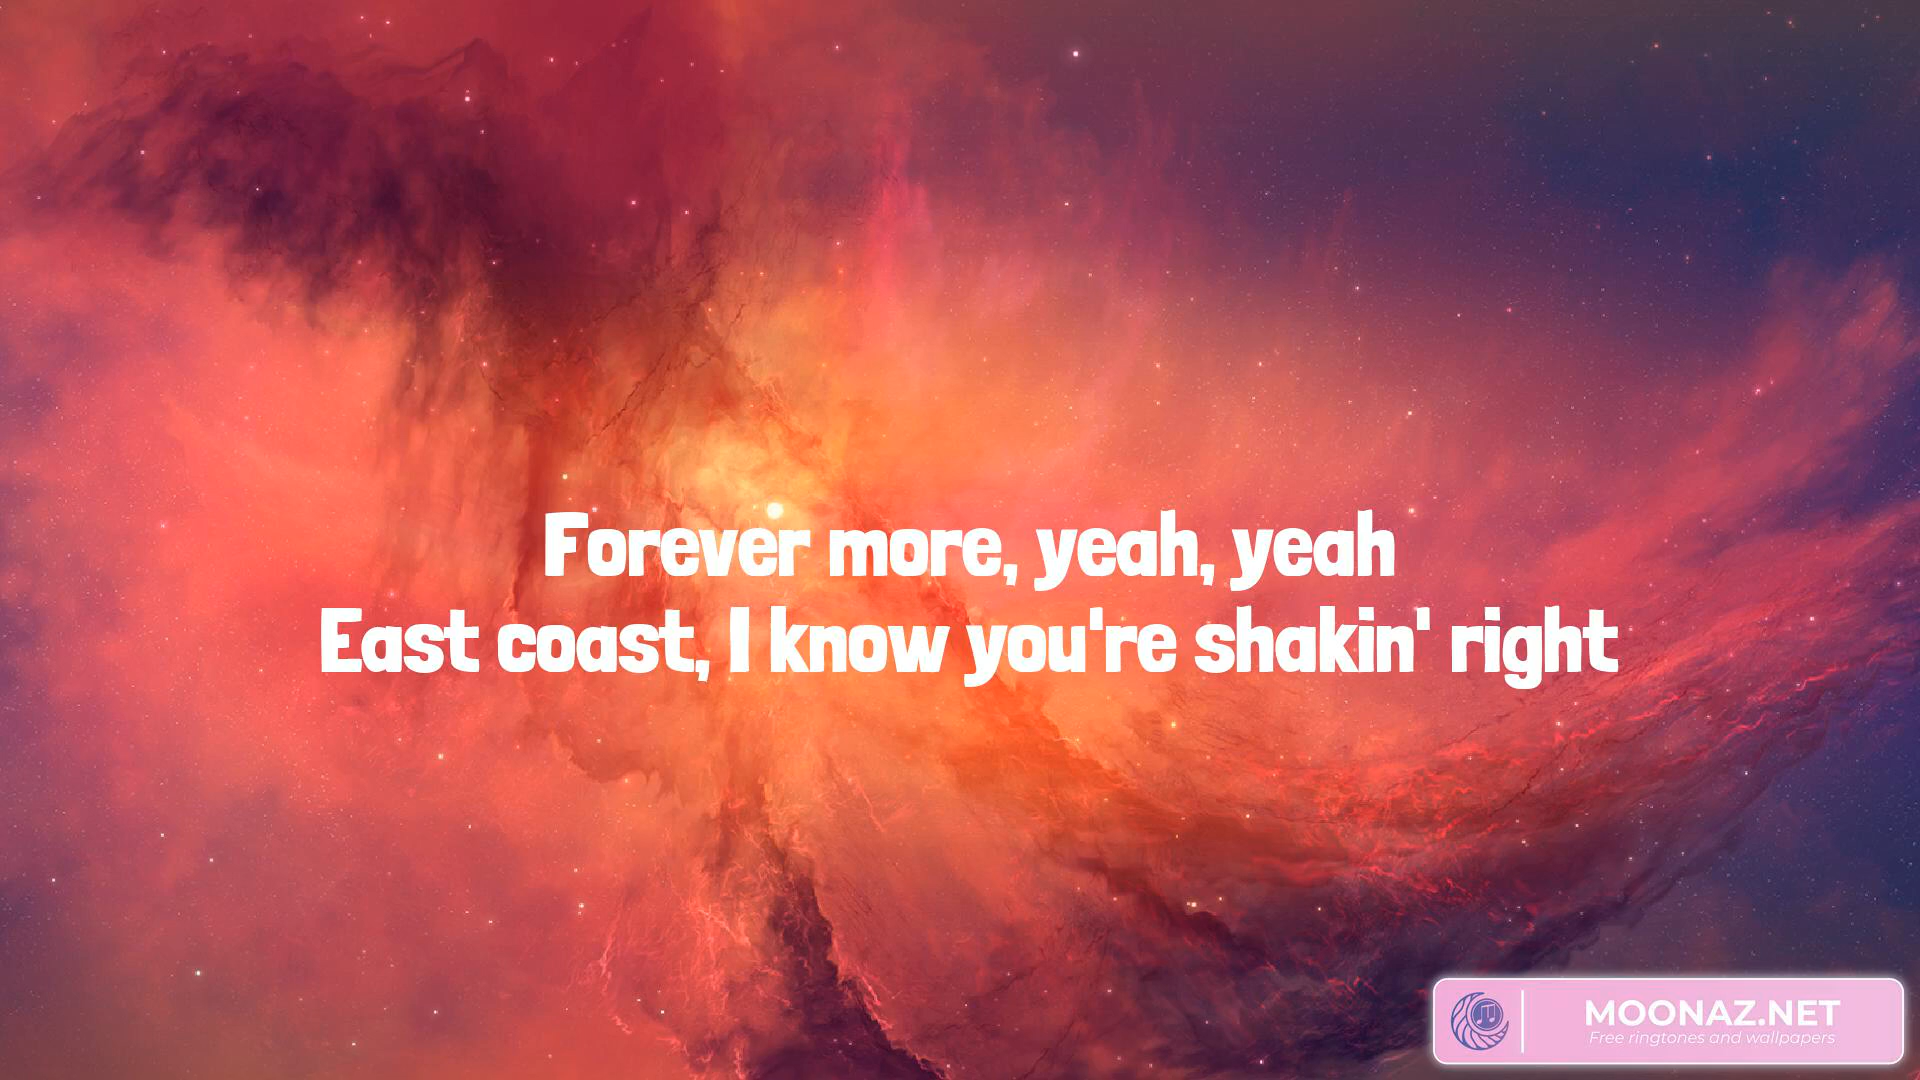 Forever more, yeah, yeah
East coast, I know you're shakin' right
MOONAZ.NET
Free ringtones and wallpapers